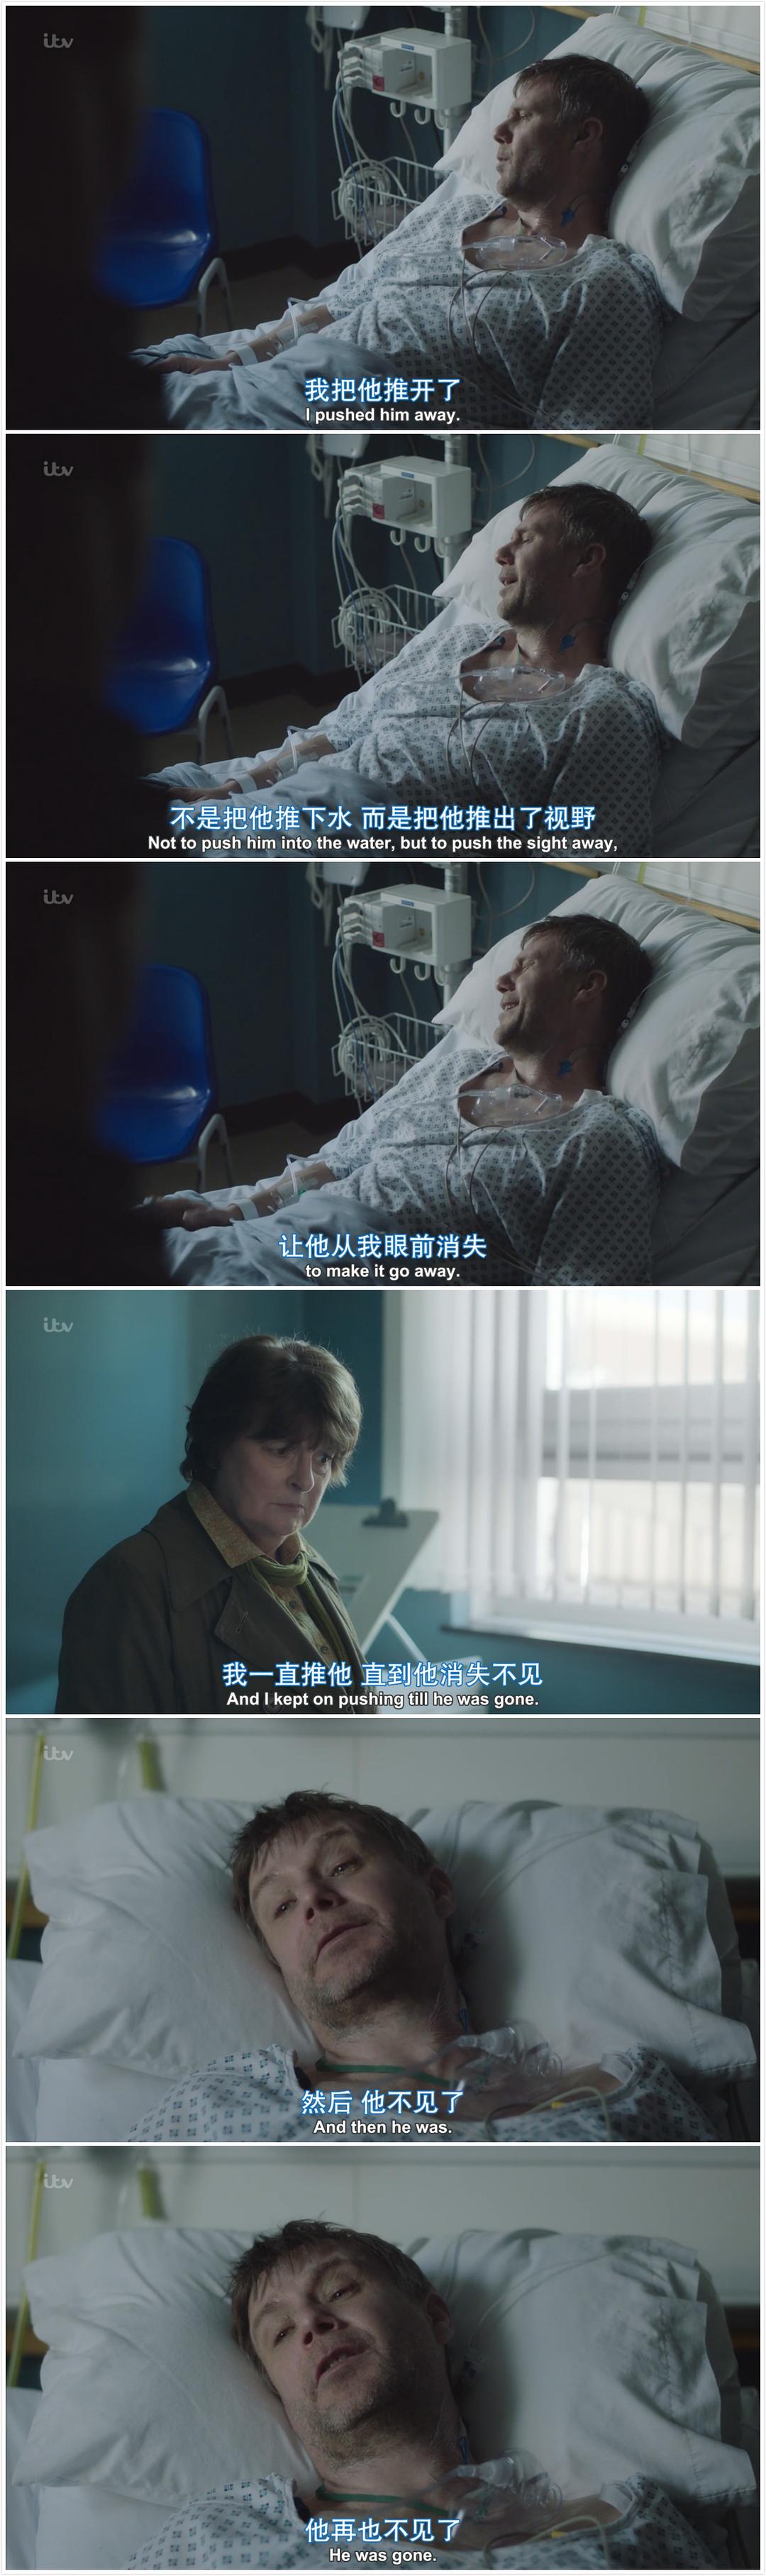 itv
我把他推开了
I pushed him away.
itv
不是把他推下水 而是把他推出了视野
Not to push him into the water, but to push the sight away,
itv
让他从我眼前消失
to make it go away.
itv
我一直推他 直到他消失不见
And I kept on pushing till he was gone.
itv
然后 他不见了
And then he was.
itv
他再也不见了
He was gone.